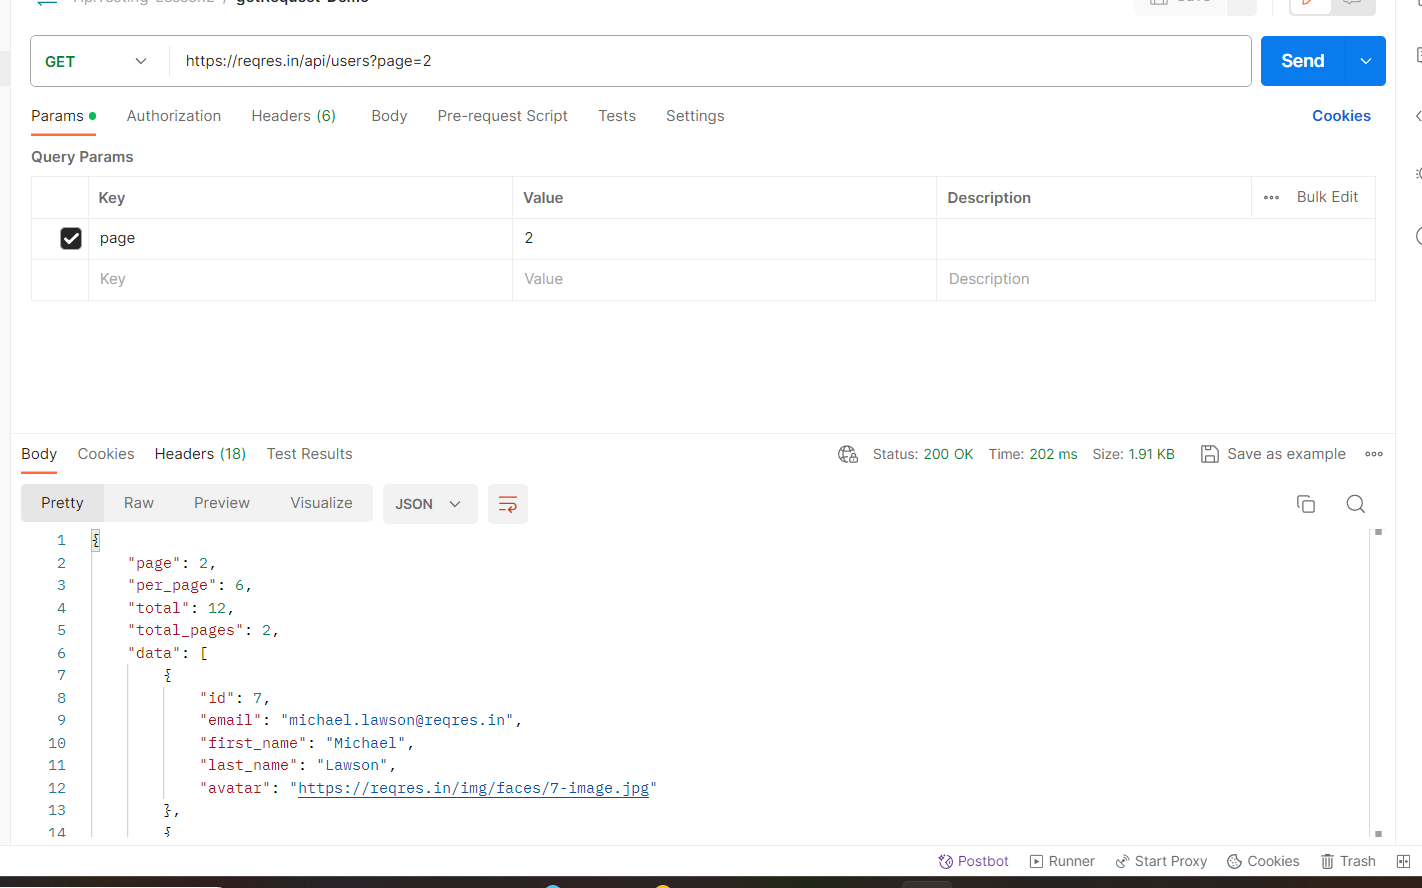 getRequest-Demo
Save
GET https://reqres.in/api/users?page=2 Send
Params Authorization Headers (6) Body Pre-request Script Tests Settings Cookies
Query Params
Key Value Description ••• Bulk Edit
page 2
Key Value Description
Body Cookies Headers (18) Test Results Status: 200 OK Time: 202 ms Size: 1.91 KB Save as example
Pretty Raw Preview Visualize JSON
1 {
2 "page": 2,
3 "per_page": 6,
4 "total": 12,
5 "total_pages": 2,
6 "data": [
7 {
8 "id": 7,
9 "email": "michael.lawson@reqres.in",
10 "first_name": "Michael",
11 "last_name": "Lawson",
12 "avatar": "https://reqres.in/img/faces/7-image.jpg"
13 },
14 {
Postbot Runner Start Proxy Cookies Trash